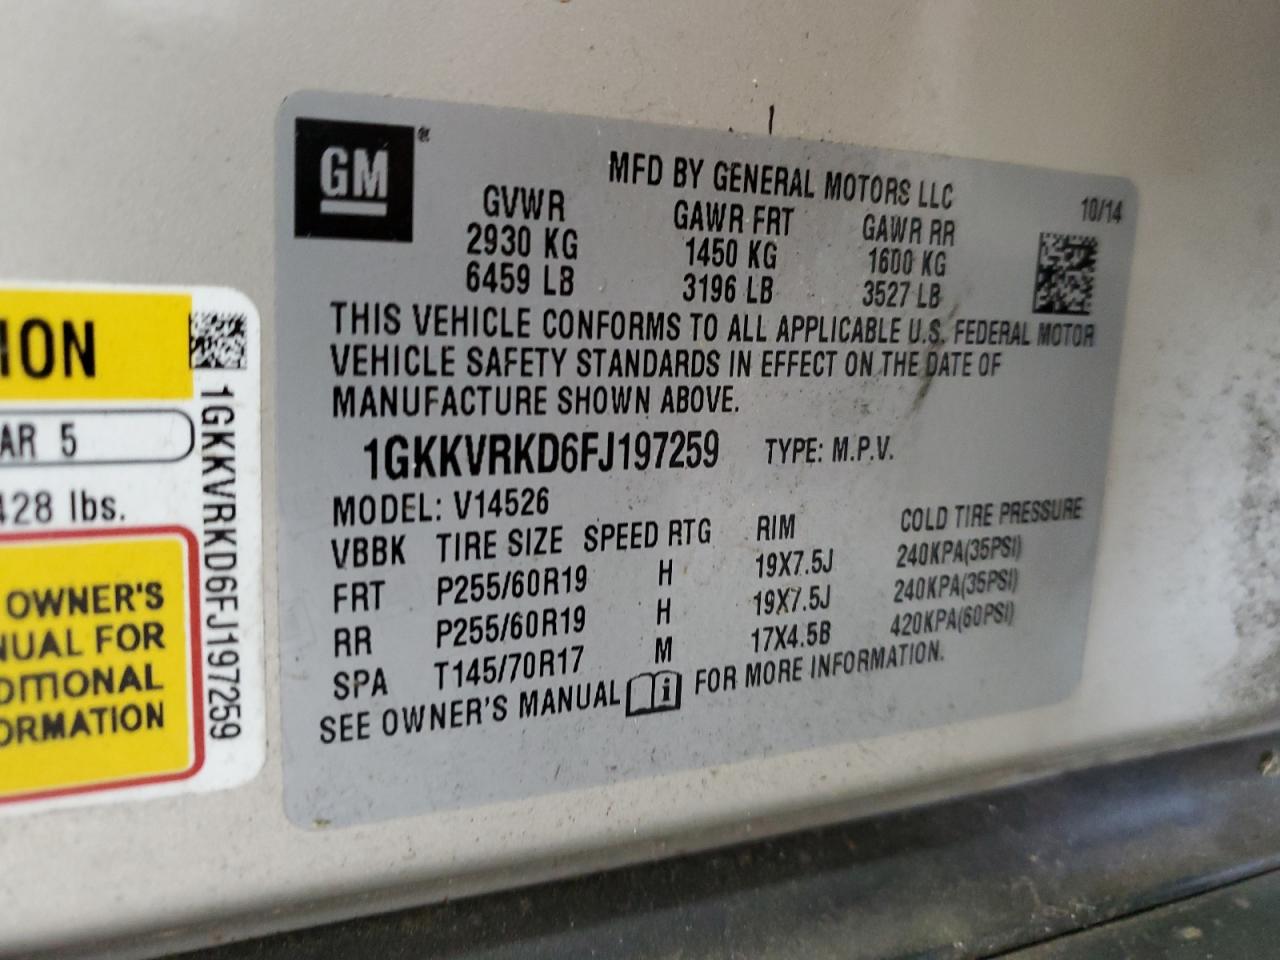 GM®
MFD BY GENERAL MOTORS LLC
10/14
GVWR GAWR FRT GAWR RR
2930 KG 1450 KG 1600 KG
6459 LB 3196 LB 3527 LB
THIS VEHICLE CONFORMS TO ALL APPLICABLE U.S. FEDERAL MOTOR
VEHICLE SAFETY STANDARDS IN EFFECT ON THE DATE OF
MANUFACTURE SHOWN ABOVE.
1GKKVRKD6FJ197259 TYPE: M.P.V.
MODEL: V14526
VBBK TIRE SIZE SPEED RTG RIM COLD TIRE PRESSURE
FRT P255/60R19 H 19X7.5J 240KPA(35PSI)
RR P255/60R19 H 19X7.5J 240KPA(35PSI)
SPA T145/70R17 M 17X4.5B 420KPA(60PSI)
SEE OWNER'S MANUAL i FOR MORE INFORMATION.
ION
AR 5
428 lbs.
OWNER'S
NUAL FOR
DITIONAL
ORMATION
1GKKVRKD6FJ197259